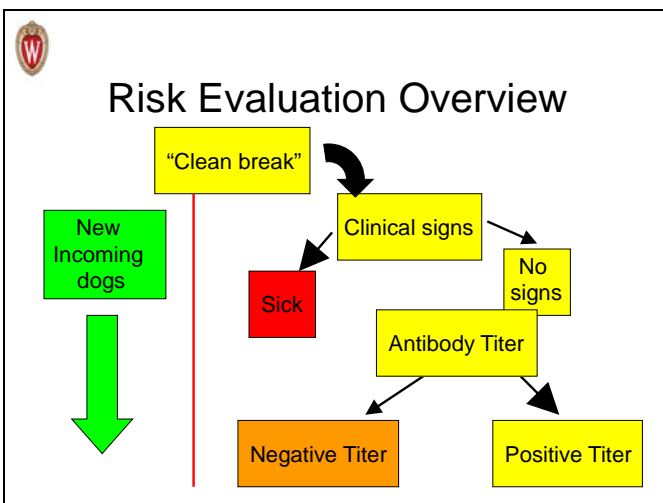 W
Risk Evaluation Overview
“Clean break”
New
Incoming
dogs
Clinical signs
Sick
No
signs
Antibody Titer
Negative Titer
Positive Titer